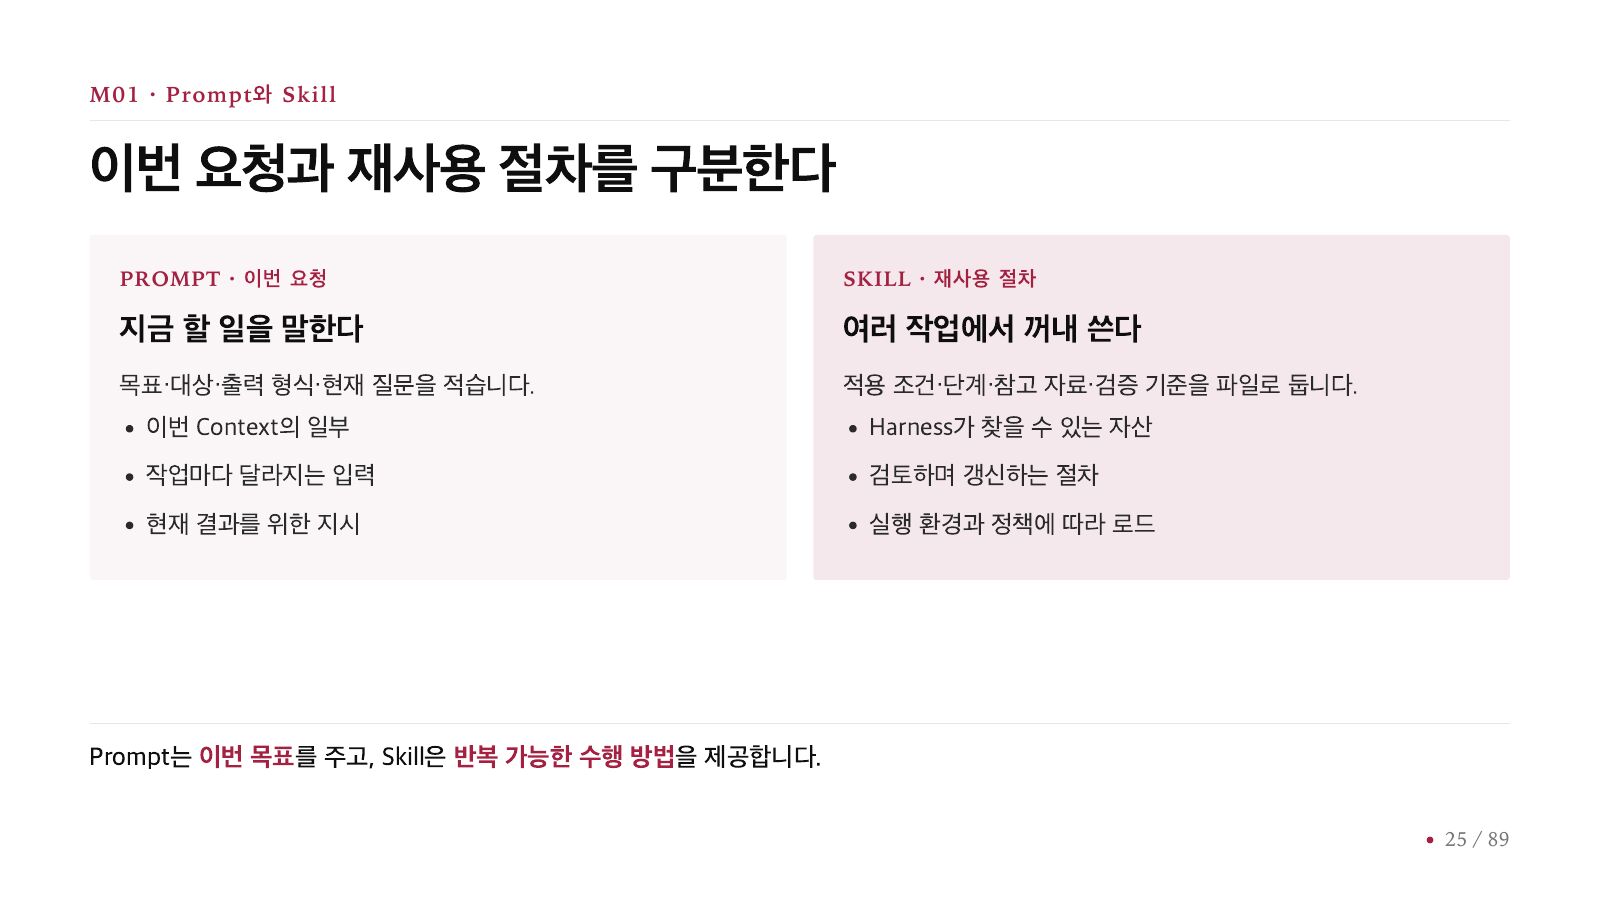 M01 · Prompt와 Skill
이번 요청과 재사용 절차를 구분한다
PROMPT · 이번 요청
지금 할 일을 말한다
목표·대상·출력 형식·현재 질문을 적습니다.
• 이번 Context의 일부
• 작업마다 달라지는 입력
• 현재 결과를 위한 지시
SKILL · 재사용 절차
여러 작업에서 꺼내 쓴다
적용 조건·단계·참고 자료·검증 기준을 파일로 둡니다.
• Harness가 찾을 수 있는 자산
• 검토하며 갱신하는 절차
• 실행 환경과 정책에 따라 로드
Prompt는 이번 목표를 주고, Skill은 반복 가능한 수행 방법을 제공합니다.
• 25 / 89